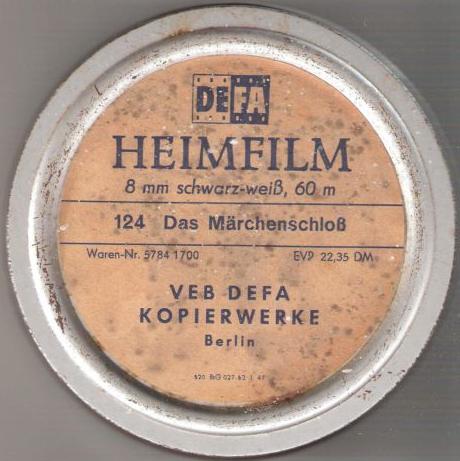 DEFA
HEIMFILM
8 mm schwarz-weiß, 60 m
124 Das Märchenschloß
Waren-Nr. 5784 1700 EVP 22,35 DM
VEB DEFA
KOPIERWERKE
Berlin